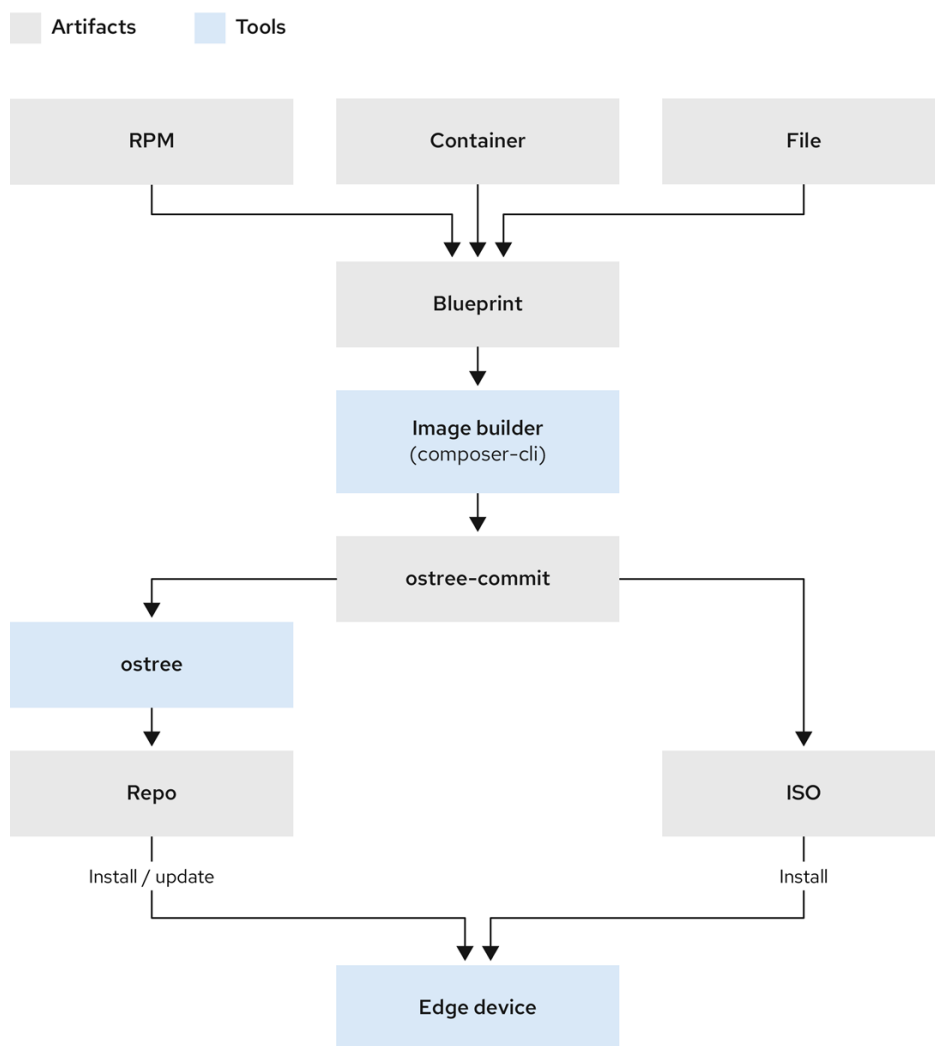 Artifacts
Tools
RPM
Container
File
Blueprint
Image builder
(composer-cli)
ostree-commit
ostree
Repo
ISO
Install / update
Install
Edge device